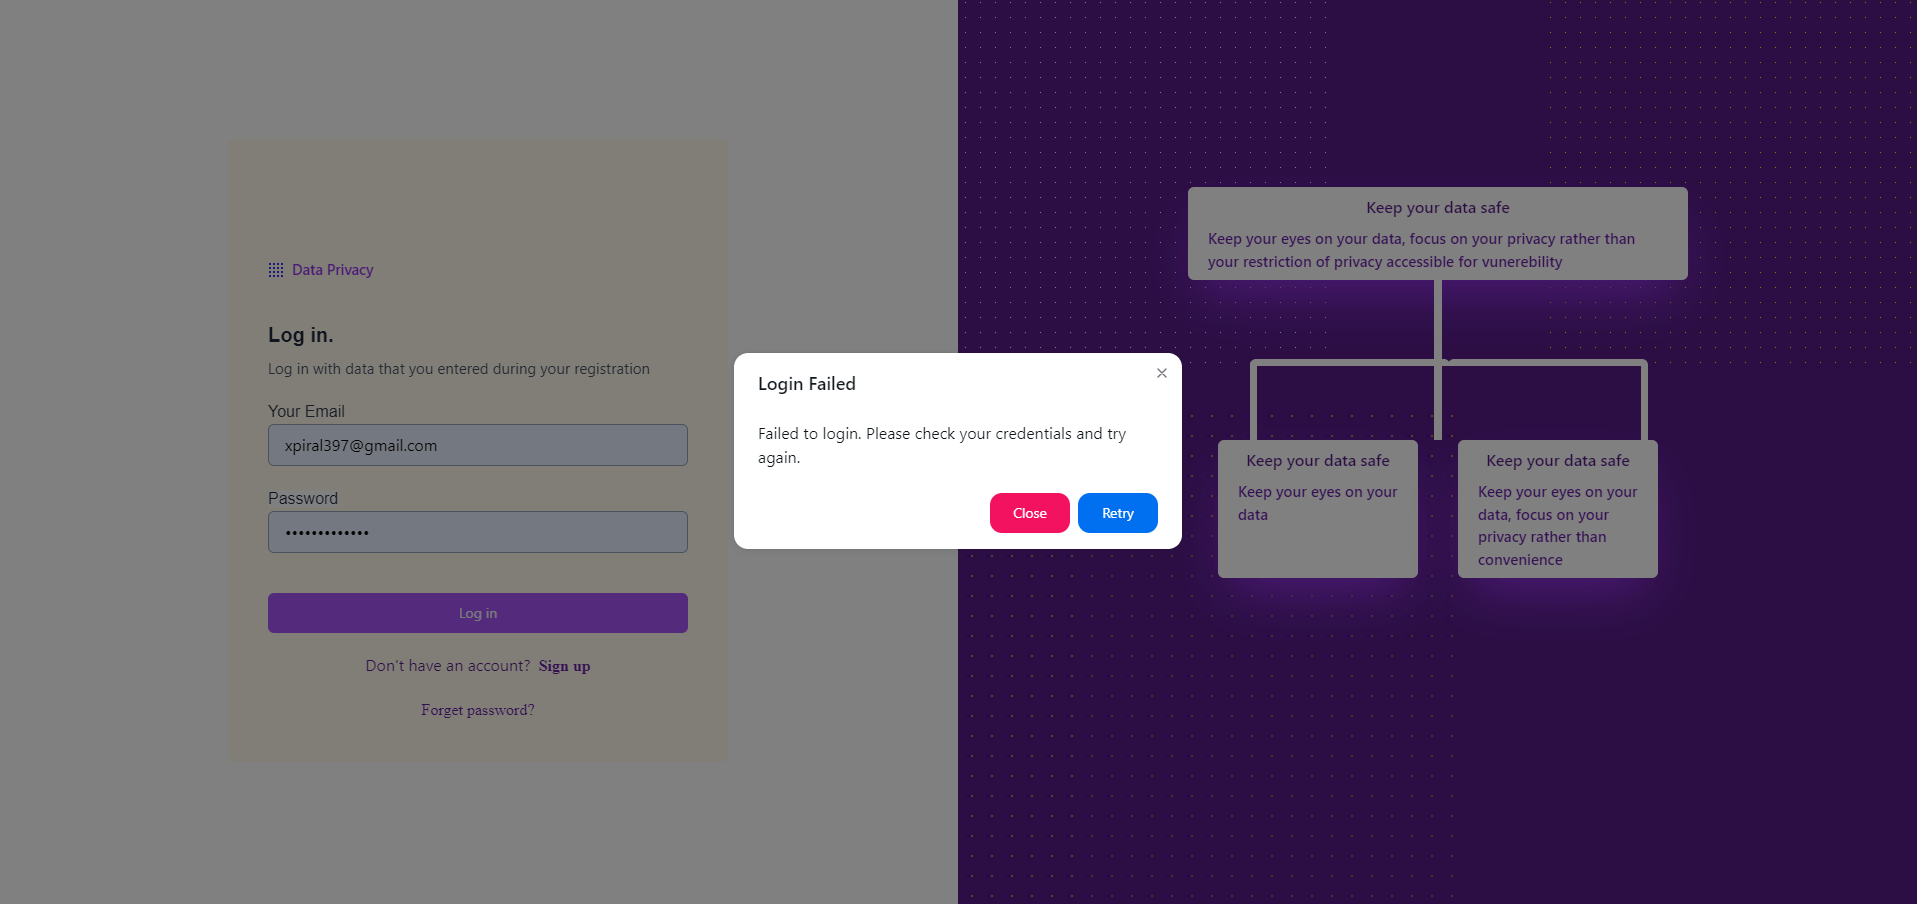 Data Privacy
Log in.
Log in with data that you entered during your registration
Your Email
xpiral397@gmail.com
Password
•••••••••••••
Log in
Don't have an account? Sign up
Forget password?
Login Failed
Failed to login. Please check your credentials and try
again.
Close
Retry
Keep your data safe
Keep your eyes on your data, focus on your privacy rather than
your restriction of privacy accessible for vunerebility
Keep your data safe
Keep your eyes on your
data
Keep your data safe
Keep your eyes on your
data, focus on your
privacy rather than
convenience